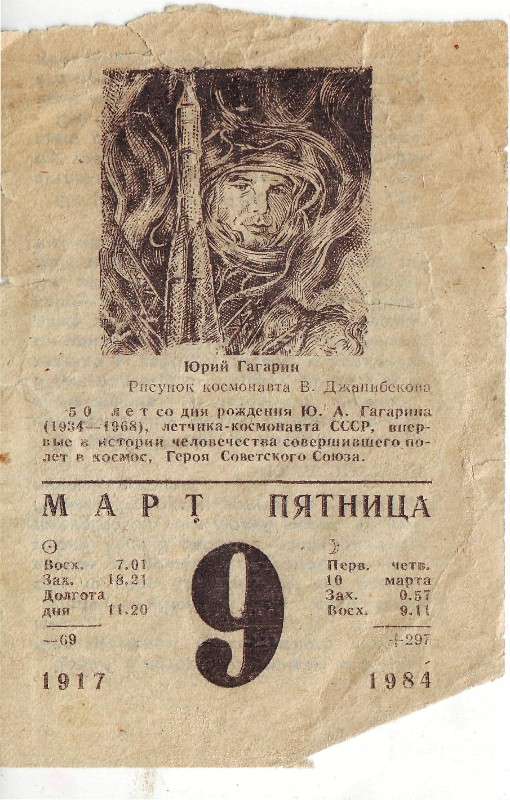 Юрий Гагарин
Рисунок космонавта В. Джанибекова
50 лет со дня рождения Ю. А. Гагарина
(1934—1968), летчика-космонавта СССР, впер-
вые в истории человечества совершившего по-
лет в космос, Героя Советского Союза.
МАРТ ПЯТНИЦА
Восх. 7.01
Зах. 18.21
Долгота
дня 11.20
—69
9
Перв. четв.
10 марта
Зах. 0.57
Восх. 9.11
+297
1917 1984